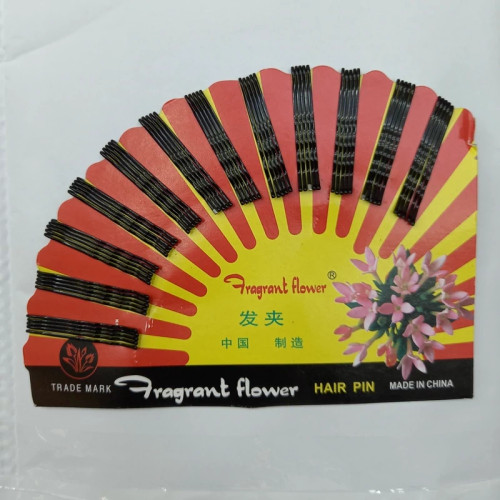 Fragrant flower ®
发夹
中国 制造
TRADE MARK Fragrant flower HAIR PIN MADE IN CHINA